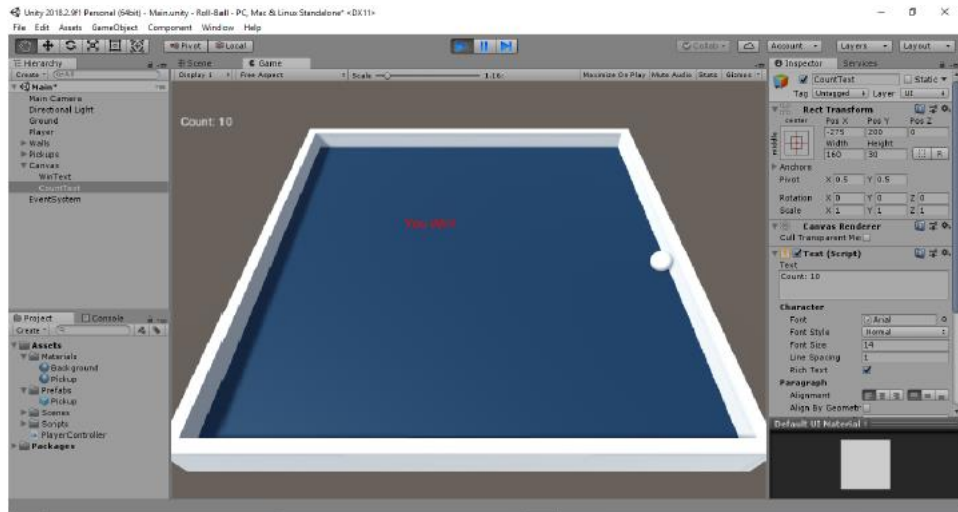 Unity 2018.2.9f1 Personal (64bit) - Main.unity - Roll-Ball - PC, Mac & Linux Standalone* <DX11>
File Edit Assets GameObject Component Window Help
Pivot Local Collab Account Layers Layout
Hierarchy Scene Game Inspector Services
Create Display 1 Free Aspect Scale Maximize On Play Mute Audio Stats Gizmos CountText Static
Main* Tag Untagged Layer UI
Main Camera Rect Transform
Directional Light center Pos X Pos Y Pos Z
Ground Count: 10 -275 200 0
Player middle Width Height
Walls 160 30 R
Pickups Anchors
Canvas Pivot X 0.5 Y 0.5
WinText
CountText Rotation X 0 Y 0 Z 0
EventSystem Scale X 1 Y 1 Z 1
You Win! Canvas Renderer
Cull Transparent Me
Text (Script)
Text
Count: 10
Character
Project Console Font Arial
Create Font Style Normal
Assets Font Size 14
Materials Line Spacing 1
Background Rich Text
Pickup Paragraph
Prefabs Alignment
Pickup Align By Geometr
Scenes Default UI Material
Scripts
PlayerController
Packages